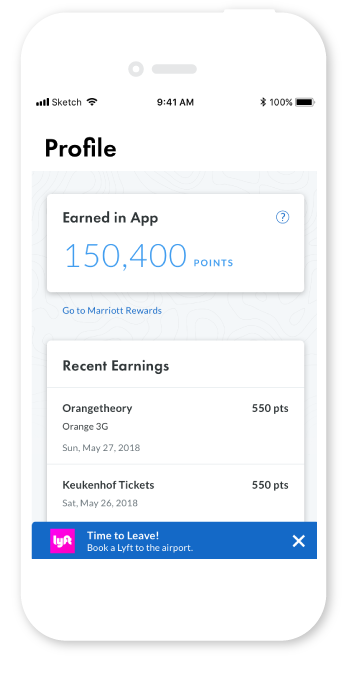 Sketch 9:41 AM 100%
Profile
Earned in App ?
150,400 POINTS
Go to Marriott Rewards
Recent Earnings
Orangetheory 550 pts
Orange 3G
Sun, May 27, 2018
Keukenhof Tickets 550 pts
Sat, May 26, 2018
lyft Time to Leave!
Book a Lyft to the airport.